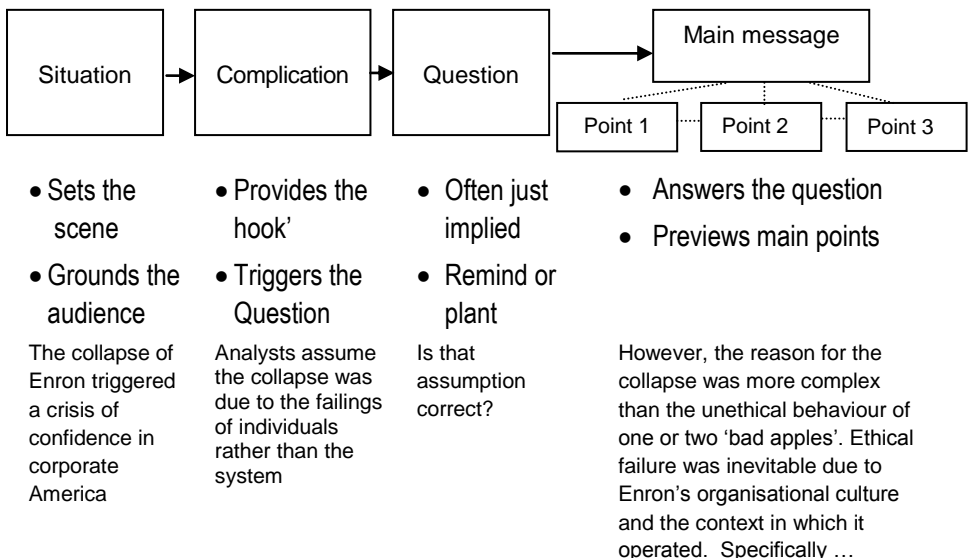 Situation
Complication
Question
Main message
Point 1
Point 2
Point 3
• Sets the
scene
• Grounds the
audience
The collapse of
Enron triggered
a crisis of
confidence in
corporate
America
• Provides the
hook’
• Triggers the
Question
Analysts assume
the collapse was
due to the failings
of individuals
rather than the
system
• Often just
implied
• Remind or
plant
Is that
assumption
correct?
• Answers the question
• Previews main points
However, the reason for the
collapse was more complex
than the unethical behaviour of
one or two ‘bad apples’. Ethical
failure was inevitable due to
Enron’s organisational culture
and the context in which it
operated. Specifically …